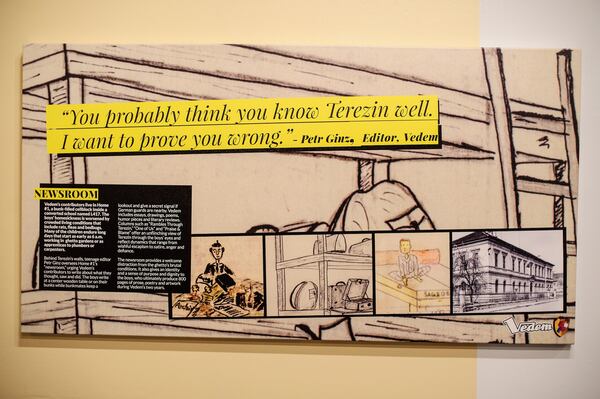 “You probably think you know Terezin well.
I want to prove you wrong.” - Petr Ginz, Editor, Vedem
NEWSROOM
Vedem's contributors live in Home
#1, a bunk-filled cellblock inside a
converted school named L417. The
boys' homesickness is worsened by
crowded living conditions that
include rats, fleas and bedbugs.
Many of the children endure long
days that start as early as 6 a.m.
working in ghetto gardens or as
apprentices to plumbers or
carpenters.
Behind Terezin's walls, teenage editor
Petr Ginz oversees Home #1's
"newsroom," urging Vedem's
contributors to write about what they
thought, saw and did. The boys write
at center wooden table or on their
bunks while bunkmates keep a
lookout and give a secret signal if
German guards are nearby. Vedem
includes essays, drawings, poems,
humor pieces and literary reviews.
Columns such as "Rambles Through
Terezin," "One of Us" and "Praise &
Blame" offer an unflinching view of
Terezin through the boys' eyes and
reflect dynamics that range from
wistful escapism to satire, anger and
defiance.
The newsroom provides a welcome
distraction from the ghetto's brutal
conditions. It also gives an identity
and a sense of purpose and dignity to
the boys, who ultimately produce 800
pages of prose, poetry and artwork
during Vedem's two years.
Vedem